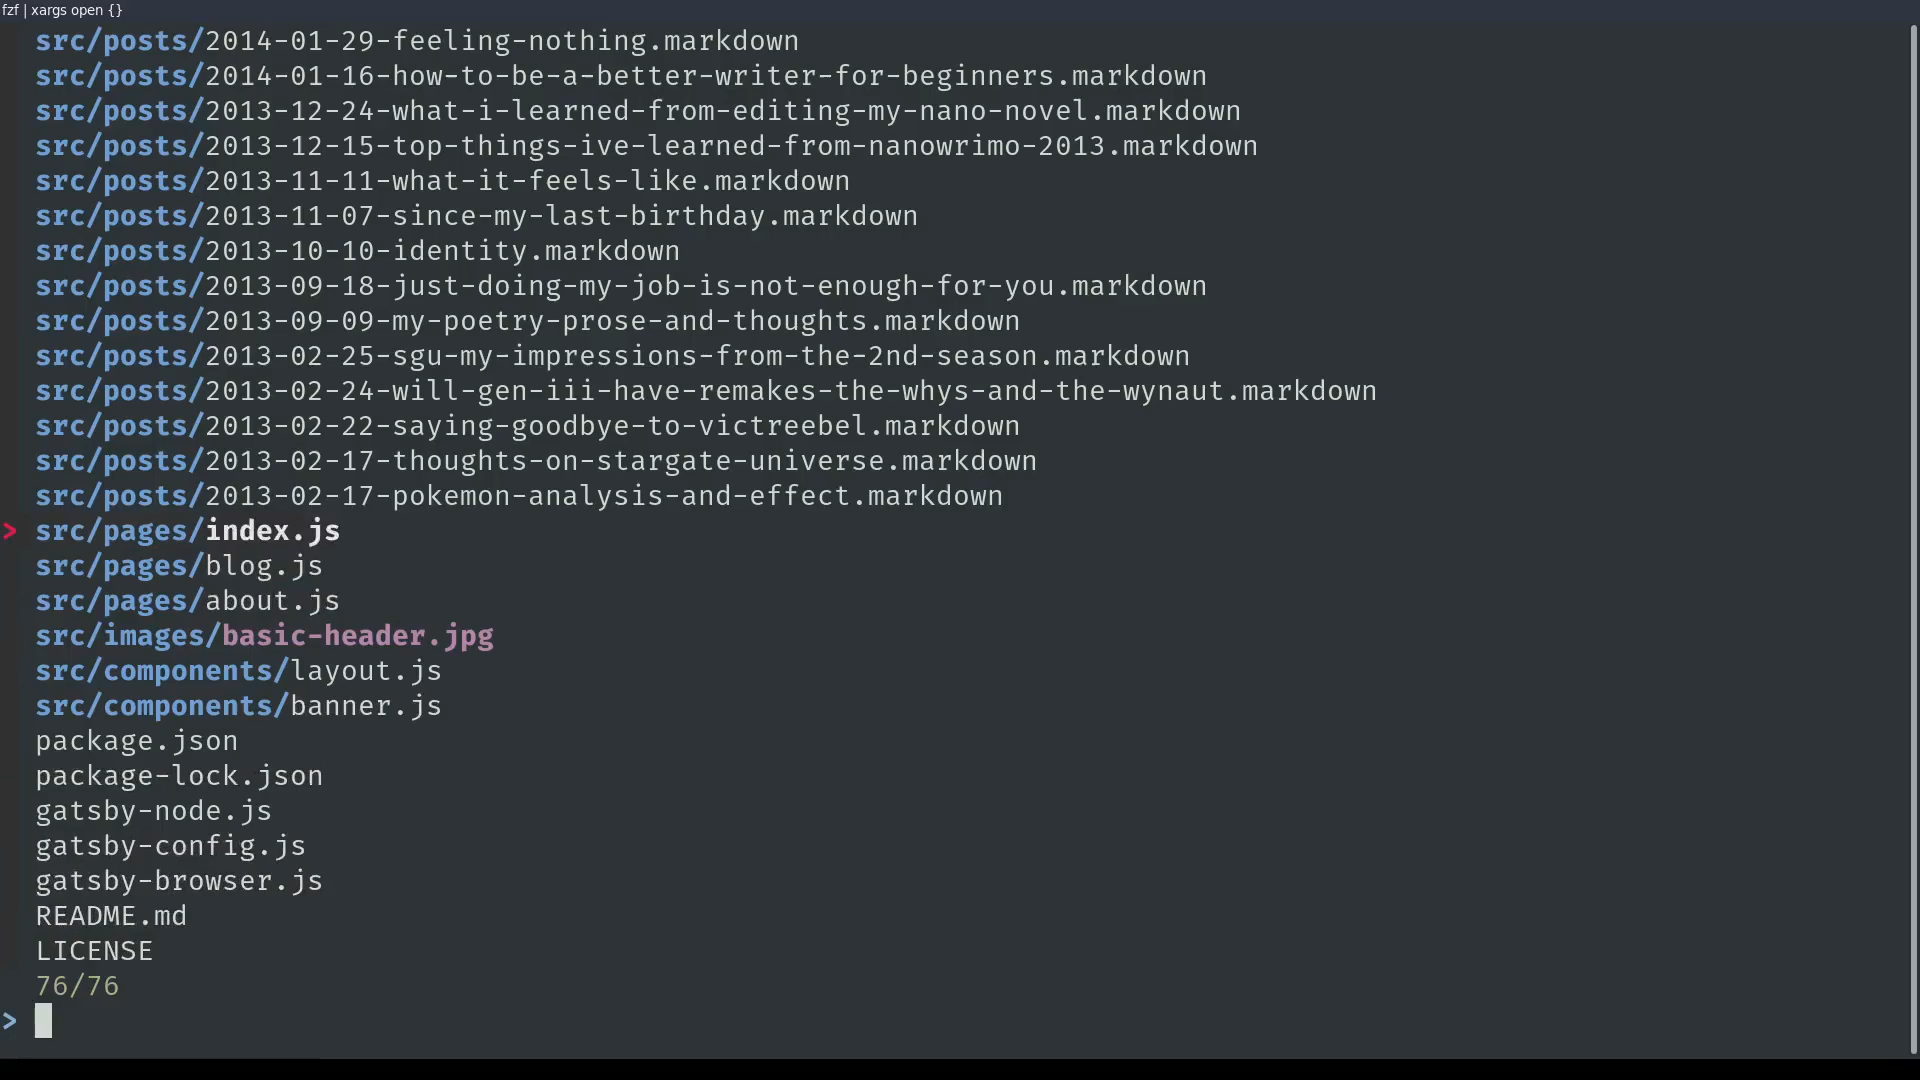 fzf | xargs open {}
src/posts/2014-01-29-feeling-nothing.markdown
src/posts/2014-01-16-how-to-be-a-better-writer-for-beginners.markdown
src/posts/2013-12-24-what-i-learned-from-editing-my-nano-novel.markdown
src/posts/2013-12-15-top-things-ive-learned-from-nanowrimo-2013.markdown
src/posts/2013-11-11-what-it-feels-like.markdown
src/posts/2013-11-07-since-my-last-birthday.markdown
src/posts/2013-10-10-identity.markdown
src/posts/2013-09-18-just-doing-my-job-is-not-enough-for-you.markdown
src/posts/2013-09-09-my-poetry-prose-and-thoughts.markdown
src/posts/2013-02-25-sgu-my-impressions-from-the-2nd-season.markdown
src/posts/2013-02-24-will-gen-iii-have-remakes-the-whys-and-the-wynaut.markdown
src/posts/2013-02-22-saying-goodbye-to-victreebel.markdown
src/posts/2013-02-17-thoughts-on-stargate-universe.markdown
src/posts/2013-02-17-pokemon-analysis-and-effect.markdown
> src/pages/index.js
src/pages/blog.js
src/pages/about.js
src/images/basic-header.jpg
src/components/layout.js
src/components/banner.js
package.json
package-lock.json
gatsby-node.js
gatsby-config.js
gatsby-browser.js
README.md
LICENSE
76/76
>